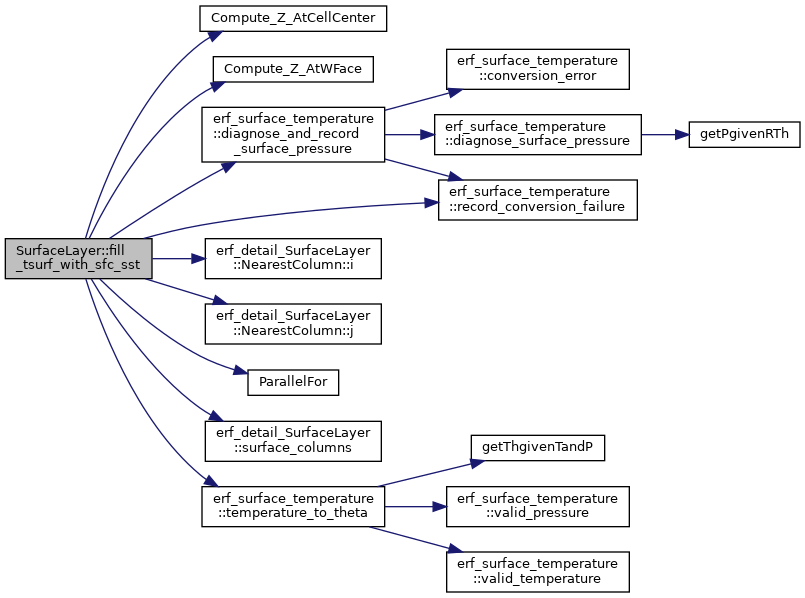 Compute_Z_AtCellCenter
Compute_Z_AtWFace
erf_surface_temperature
::diagnose_and_record
_surface_pressure
erf_surface_temperature
::conversion_error
erf_surface_temperature
::diagnose_surface_pressure
getPgivenRTh
erf_surface_temperature
::record_conversion_failure
SurfaceLayer::fill
_tsurf_with_sfc_sst
erf_detail_SurfaceLayer
::NearestColumn::i
erf_detail_SurfaceLayer
::NearestColumn::j
ParallelFor
erf_detail_SurfaceLayer
::surface_columns
erf_surface_temperature
::temperature_to_theta
getThgivenTandP
erf_surface_temperature
::valid_pressure
erf_surface_temperature
::valid_temperature